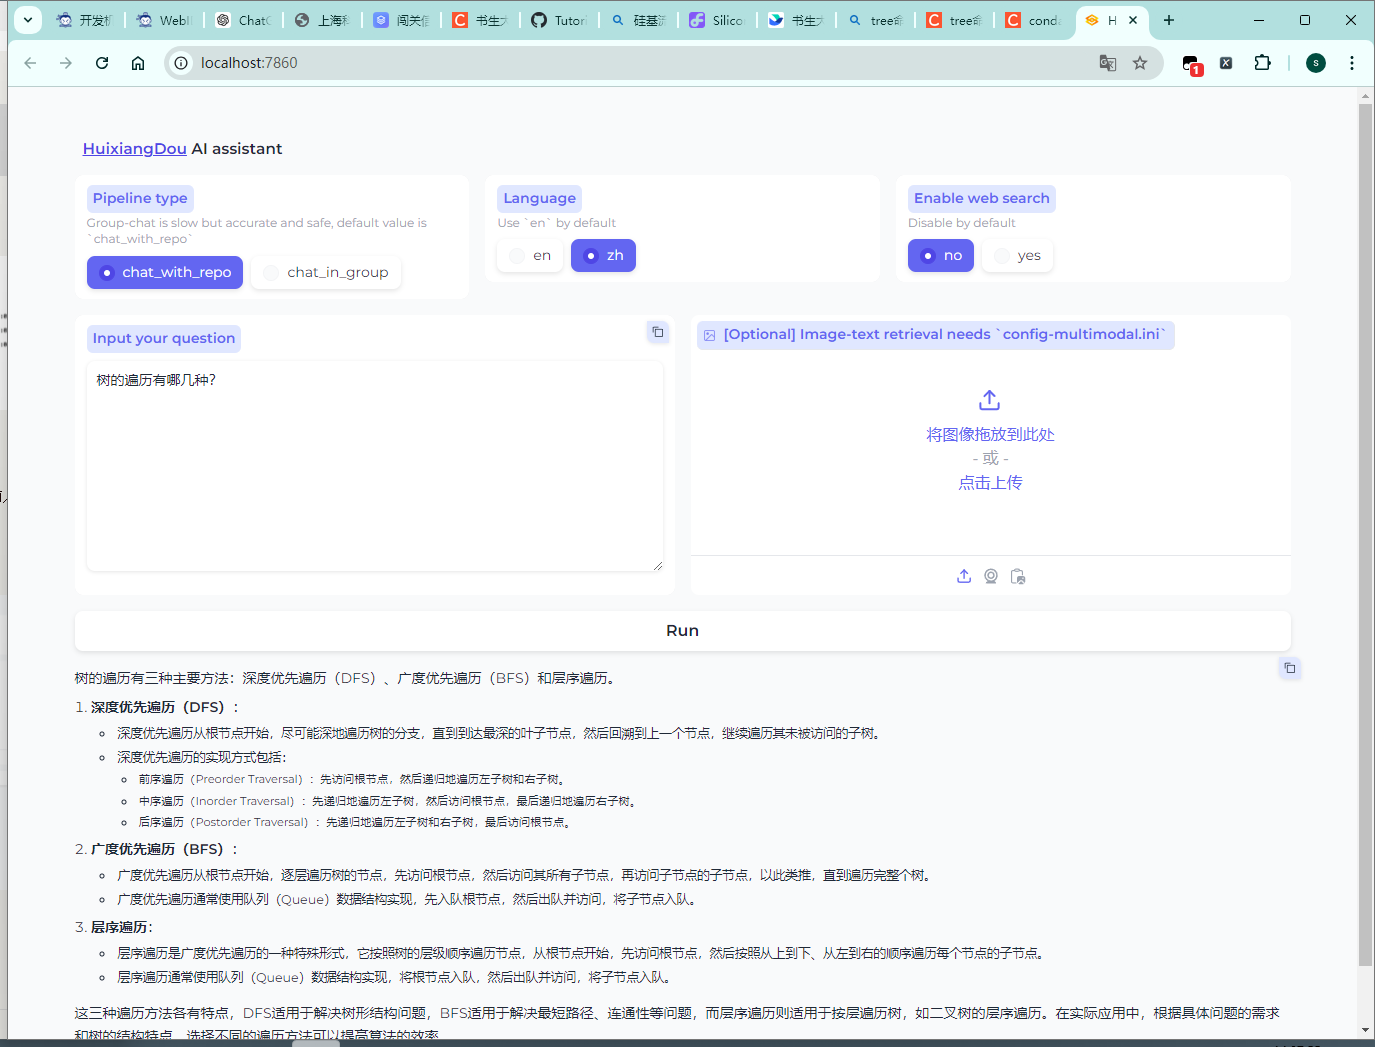 开发机
WebI
ChatG
上海科
闯关任
书生大
Tutori
硅基流
Silico
书生大
tree命
tree命
cond
H
localhost:7860
1
X
s
HuixiangDou AI assistant
Pipeline type
Group-chat is slow but accurate and safe, default value is
`chat_with_repo`
chat_with_repo
chat_in_group
Language
Use `en` by default
en
zh
Enable web search
Disable by default
no
yes
Input your question
树的遍历有哪几种?
[Optional] Image-text retrieval needs `config-multimodal.ini`
将图像拖放到此处
- 或 -
点击上传
Run
树的遍历有三种主要方法：深度优先遍历（DFS）、广度优先遍历（BFS）和层序遍历。
1. 深度优先遍历（DFS）：
深度优先遍历从根节点开始，尽可能深地遍历树的分支，直到到达最深的叶子节点，然后回溯到上一个节点，继续遍历其未被访问的子树。
深度优先遍历的实现方式包括：
前序遍历（Preorder Traversal）：先访问根节点，然后递归地遍历左子树和右子树。
中序遍历（Inorder Traversal）：先递归地遍历左子树，然后访问根节点，最后递归地遍历右子树。
后序遍历（Postorder Traversal）：先递归地遍历左子树和右子树，最后访问根节点。
2. 广度优先遍历（BFS）：
广度优先遍历从根节点开始，逐层遍历树的节点，先访问根节点，然后访问其所有子节点，再访问子节点的子节点，以此类推，直到遍历完整个树。
广度优先遍历通常使用队列（Queue）数据结构实现，先入队根节点，然后出队并访问，将子节点入队。
3. 层序遍历：
层序遍历是广度优先遍历的一种特殊形式，它按照树的层级顺序遍历节点，从根节点开始，先访问根节点，然后按照从上到下、从左到右的顺序遍历每个节点的子节点。
层序遍历通常使用队列（Queue）数据结构实现，将根节点入队，然后出队并访问，将子节点入队。
这三种遍历方法各有特点，DFS适用于解决树形结构问题，BFS适用于解决最短路径、连通性等问题，而层序遍历则适用于按层遍历树，如二叉树的层序遍历。在实际应用中，根据具体问题的需求
和树的结构特点，选择不同的遍历方法可以提高算法的效率